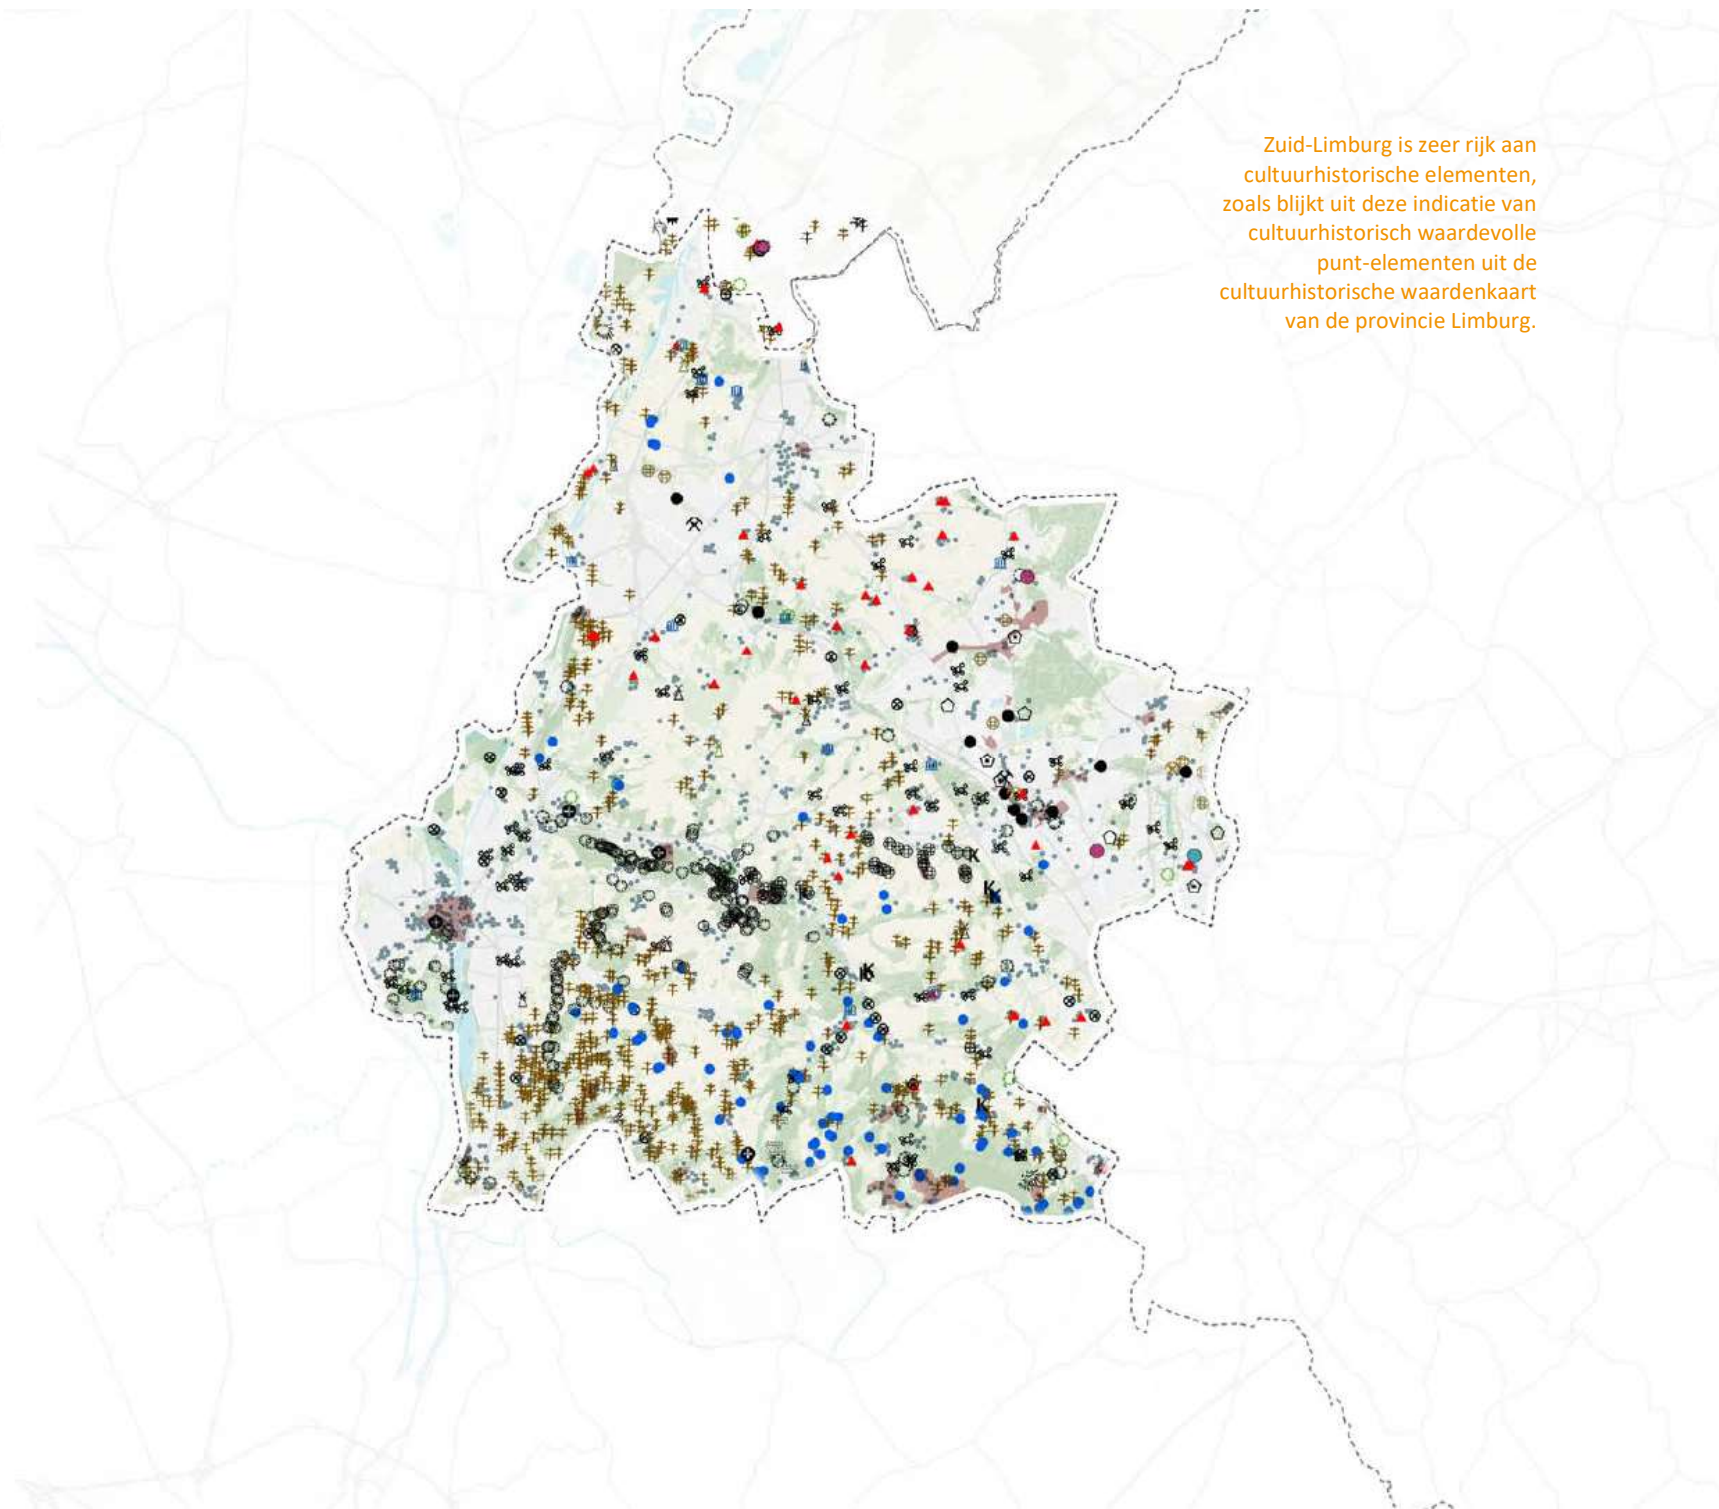 Zuid-Limburg is zeer rijk aan
cultuurhistorische elementen,
zoals blijkt uit deze indicatie van
cultuurhistorisch waardevolle
punt-elementen uit de
cultuurhistorische waardenkaart
van de provincie Limburg.
K
K
K
K